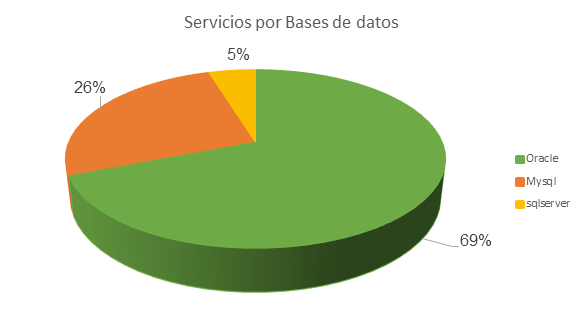 Servicios por Bases de datos
5%
26%
Oracle
Mysql
sqlserver
69%